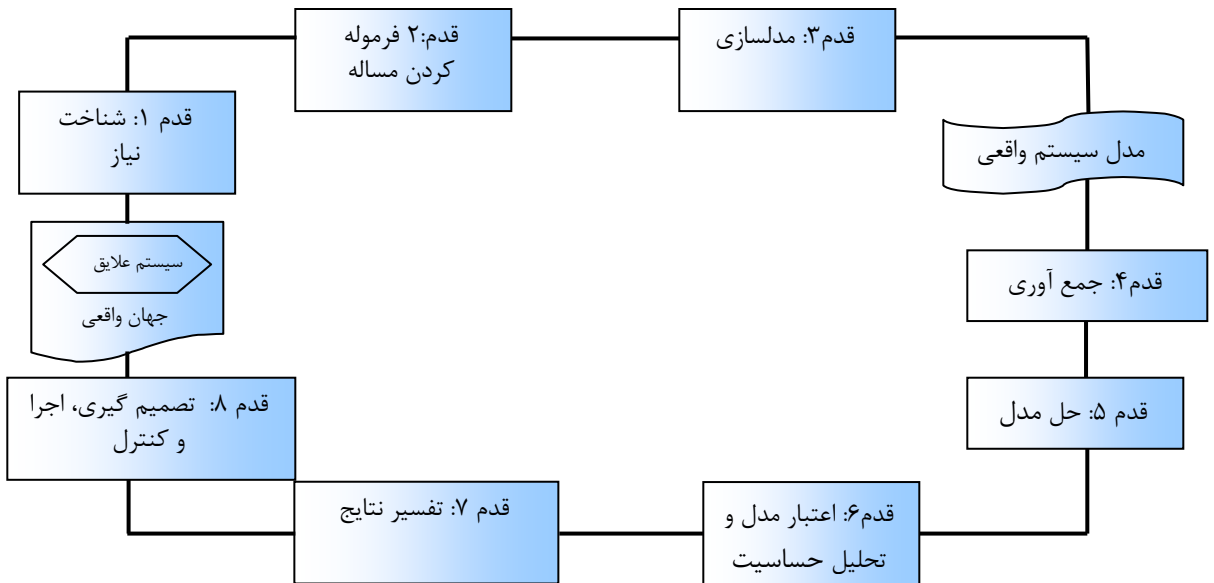 قدم۲: فرموله
کردن مساله
قدم۳: مدلسازی
قدم ۱: شناخت
نیاز
مدل سیستم واقعی
سیستم علایق
جهان واقعی
قدم۴: جمع آوری
قدم ۸: تصمیم گیری، اجرا
و کنترل
قدم ۵: حل مدل
قدم ۷: تفسیر نتایج
قدم۶: اعتبار مدل و
تحلیل حساسیت